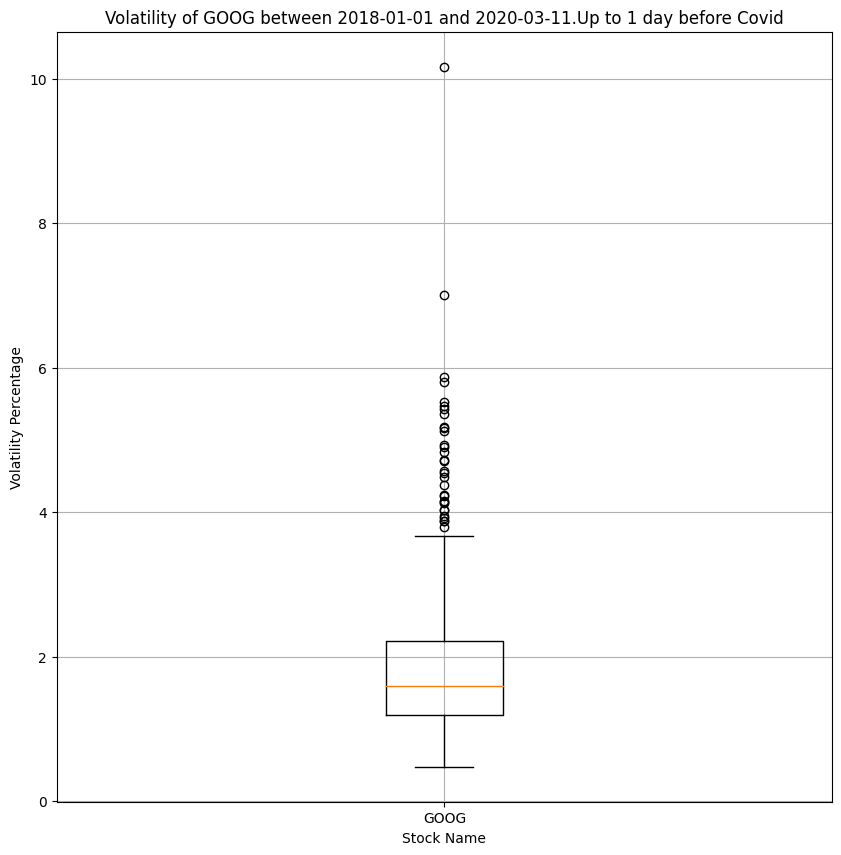 Volatility of GOOG between 2018-01-01 and 2020-03-11.Up to 1 day before Covid
10
8
6
4
2
0
Volatility Percentage
GOOG
Stock Name